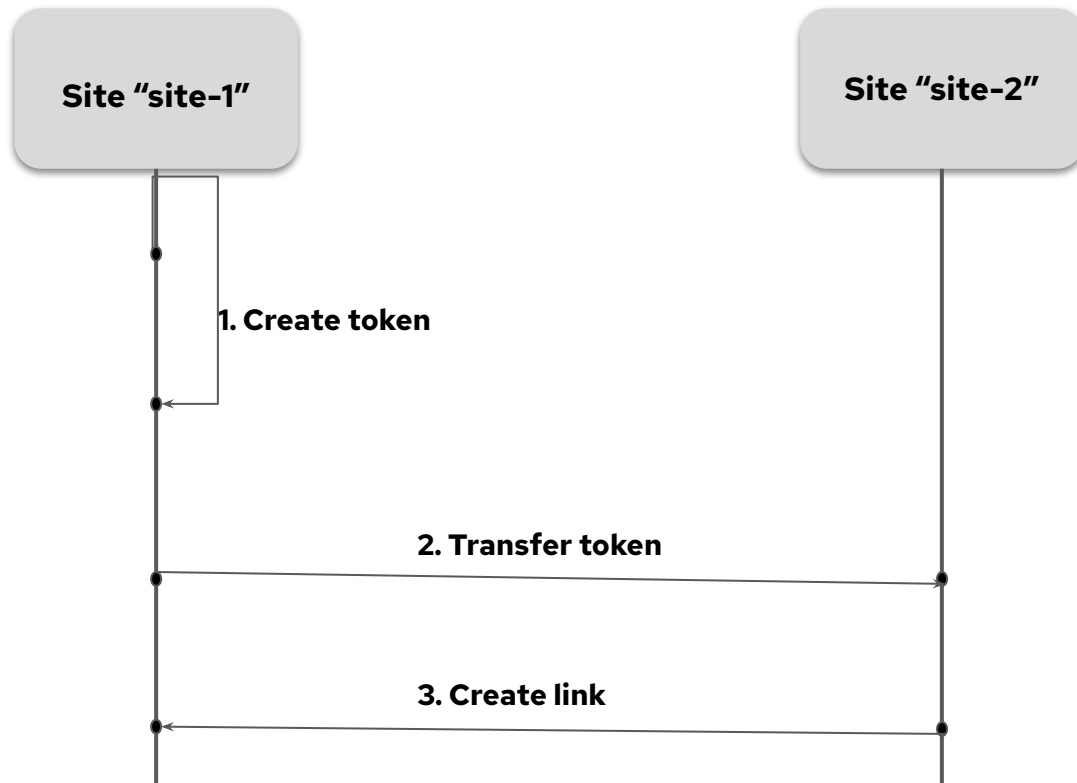 Site “site-1”
Site “site-2”
1. Create token
2. Transfer token
3. Create link